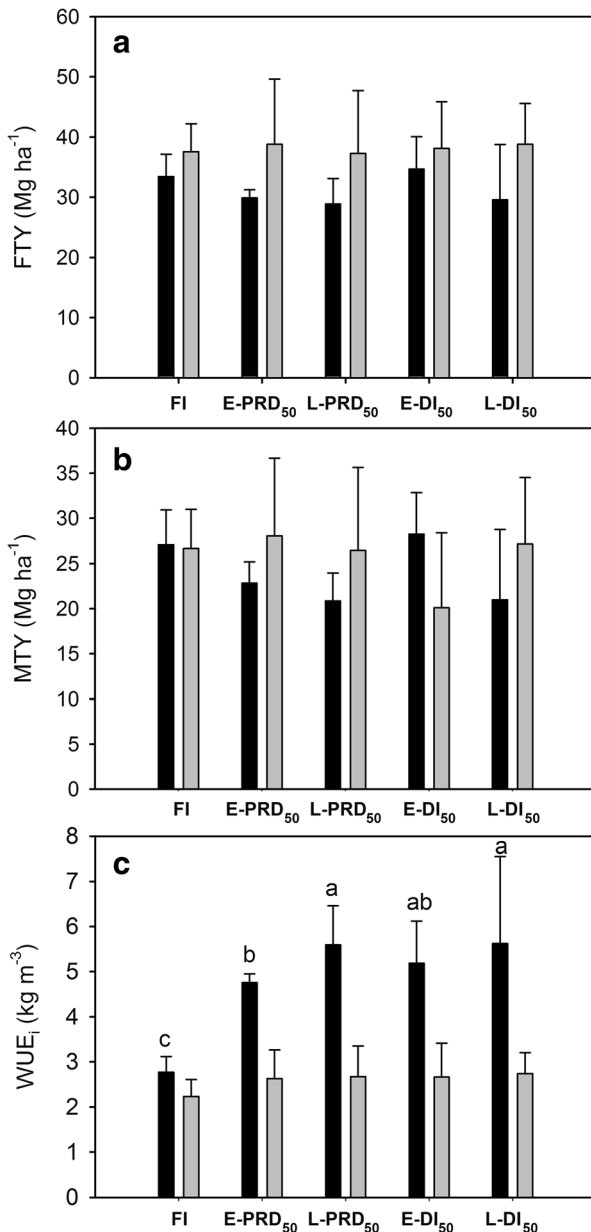 a
60
50
40
30
20
10
0
FTY (Mg ha⁻¹)
FI E-PRD₅₀ L-PRD₅₀ E-DI₅₀ L-DI₅₀
b
40
35
30
25
20
15
10
5
0
MTY (Mg ha⁻¹)
FI E-PRD₅₀ L-PRD₅₀ E-DI₅₀ L-DI₅₀
c
8
7
6
5
4
3
2
1
0
WUEᵢ (kg m⁻³)
c b a ab a
FI E-PRD₅₀ L-PRD₅₀ E-DI₅₀ L-DI₅₀